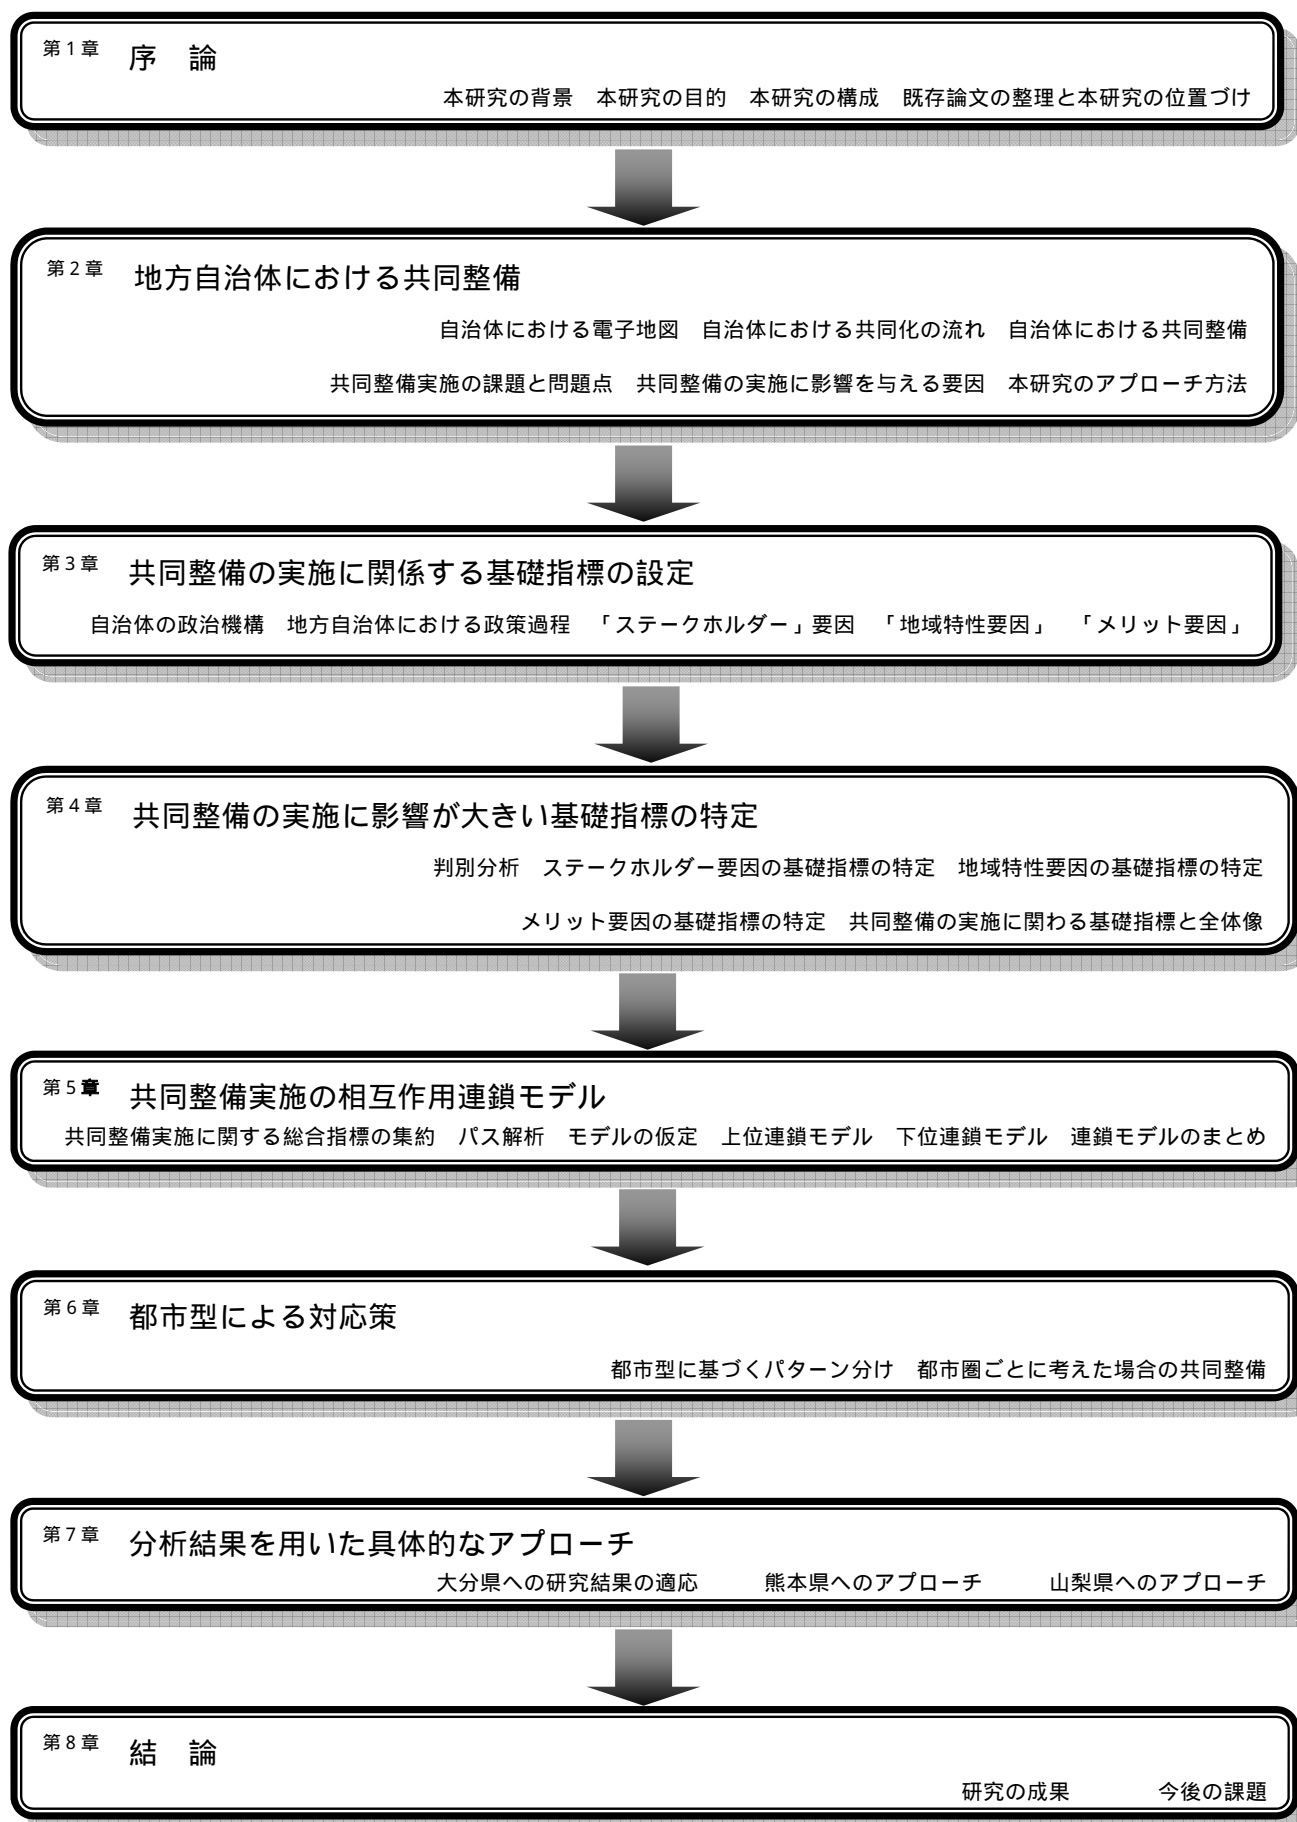 第１章 序　論
本研究の背景　本研究の目的　本研究の構成　既存論文の整理と本研究の位置づけ
第２章 地方自治体における共同整備
自治体における電子地図　自治体における共同化の流れ　自治体における共同整備
共同整備実施の課題と問題点　共同整備の実施に影響を与える要因　本研究のアプローチ方法
第３章 共同整備の実施に関係する基礎指標の設定
自治体の政治機構　地方自治体における政策過程　「ステークホルダー」要因　「地域特性要因」　「メリット要因」
第４章 共同整備の実施に影響が大きい基礎指標の特定
判別分析　ステークホルダー要因の基礎指標の特定　地域特性要因の基礎指標の特定
メリット要因の基礎指標の特定　共同整備の実施に関わる基礎指標と全体像
第５章 共同整備実施の相互作用連鎖モデル
共同整備実施に関する総合指標の集約　パス解析　モデルの仮定　上位連鎖モデル　下位連鎖モデル　連鎖モデルのまとめ
第６章 都市型による対応策
都市型に基づくパターン分け　都市圏ごとに考えた場合の共同整備
第７章 分析結果を用いた具体的なアプローチ
大分県への研究結果の適応　熊本県へのアプローチ　山梨県へのアプローチ
第８章 結　論
研究の成果　今後の課題